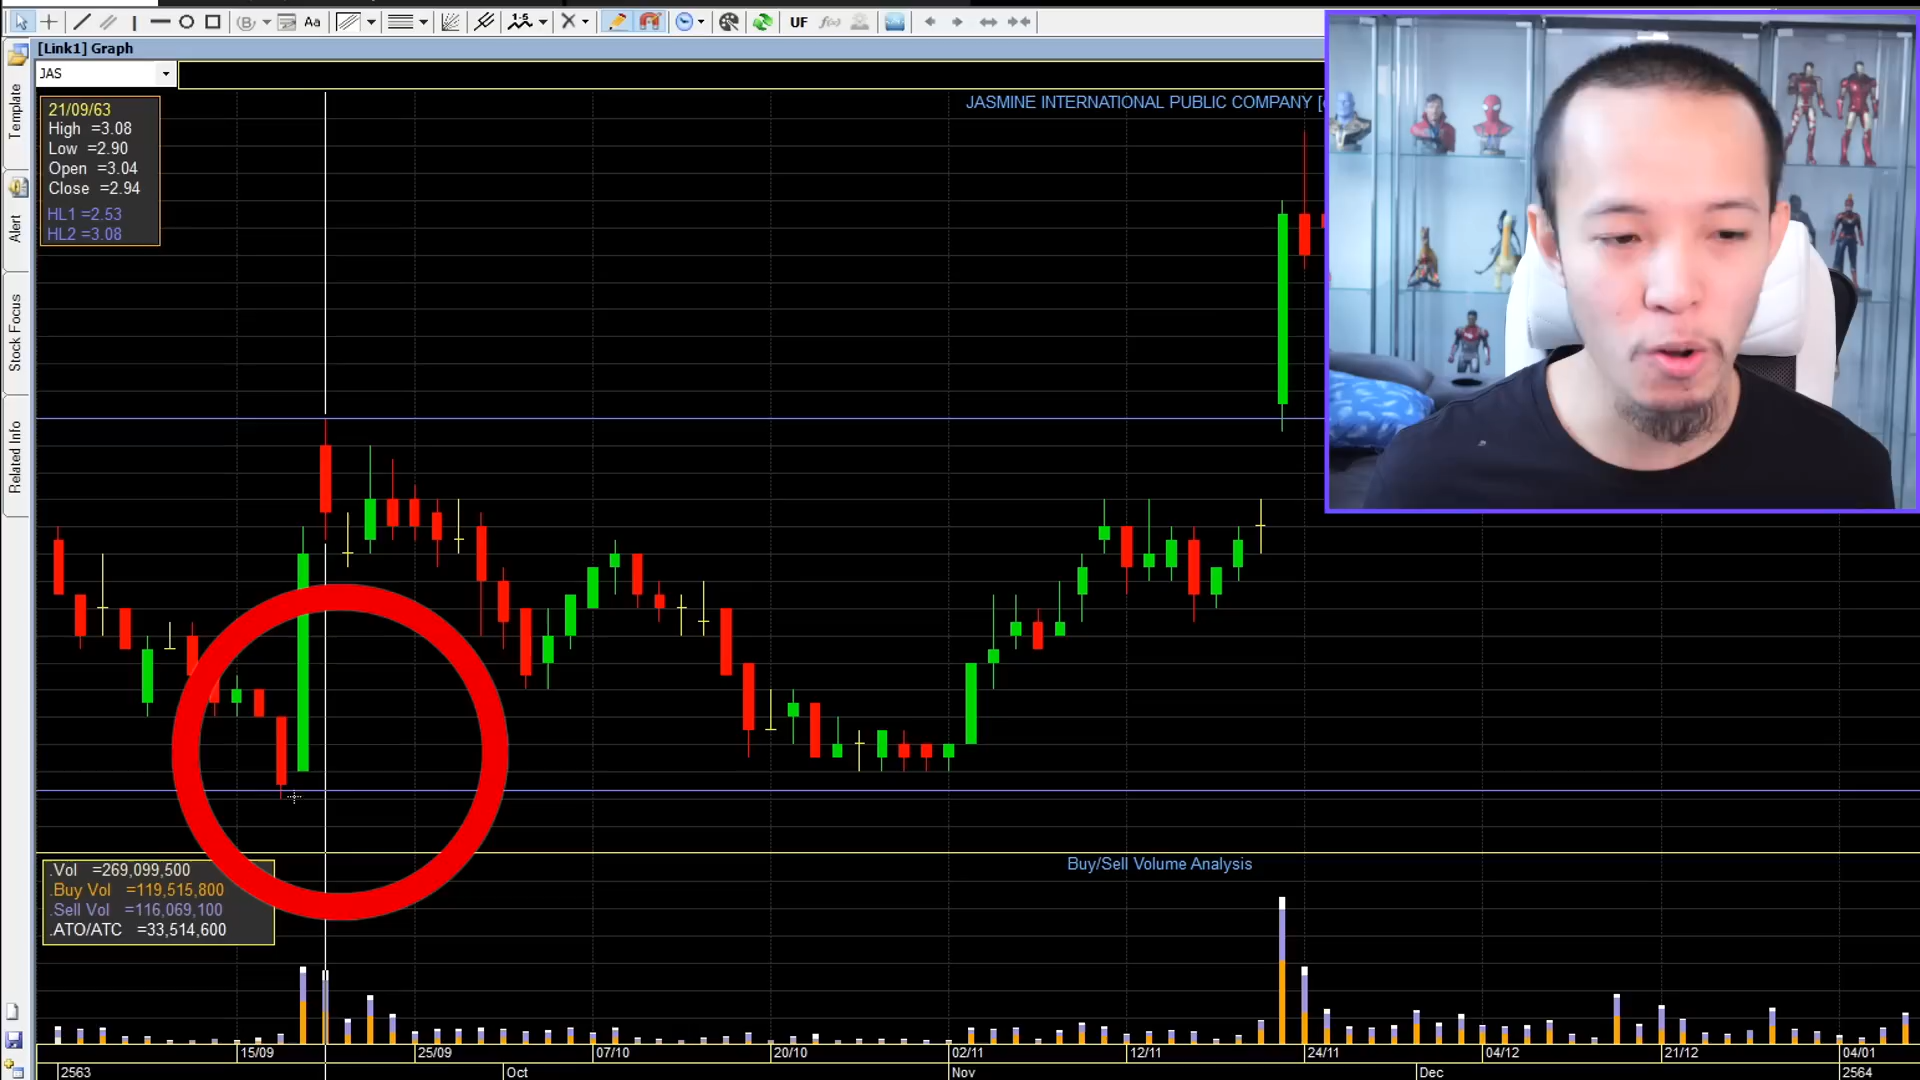 1-5
Aa
UF
f(x)
[Link1] Graph
JAS
Template
Alert
Stock Focus
Related Info
JASMINE INTERNATIONAL PUBLIC COMPANY [
21/09/63
High =3.08
Low =2.90
Open =3.04
Close =2.94
HL1 =2.53
HL2 =3.08
.Vol =269,099,500
.Buy Vol =119,515,800
.Sell Vol =116,069,100
.ATO/ATC =33,514,600
Buy/Sell Volume Analysis
15/09 25/09 07/10 20/10 02/11 12/11 24/11 04/12 21/12 04/01
2563 Oct Nov Dec 2564